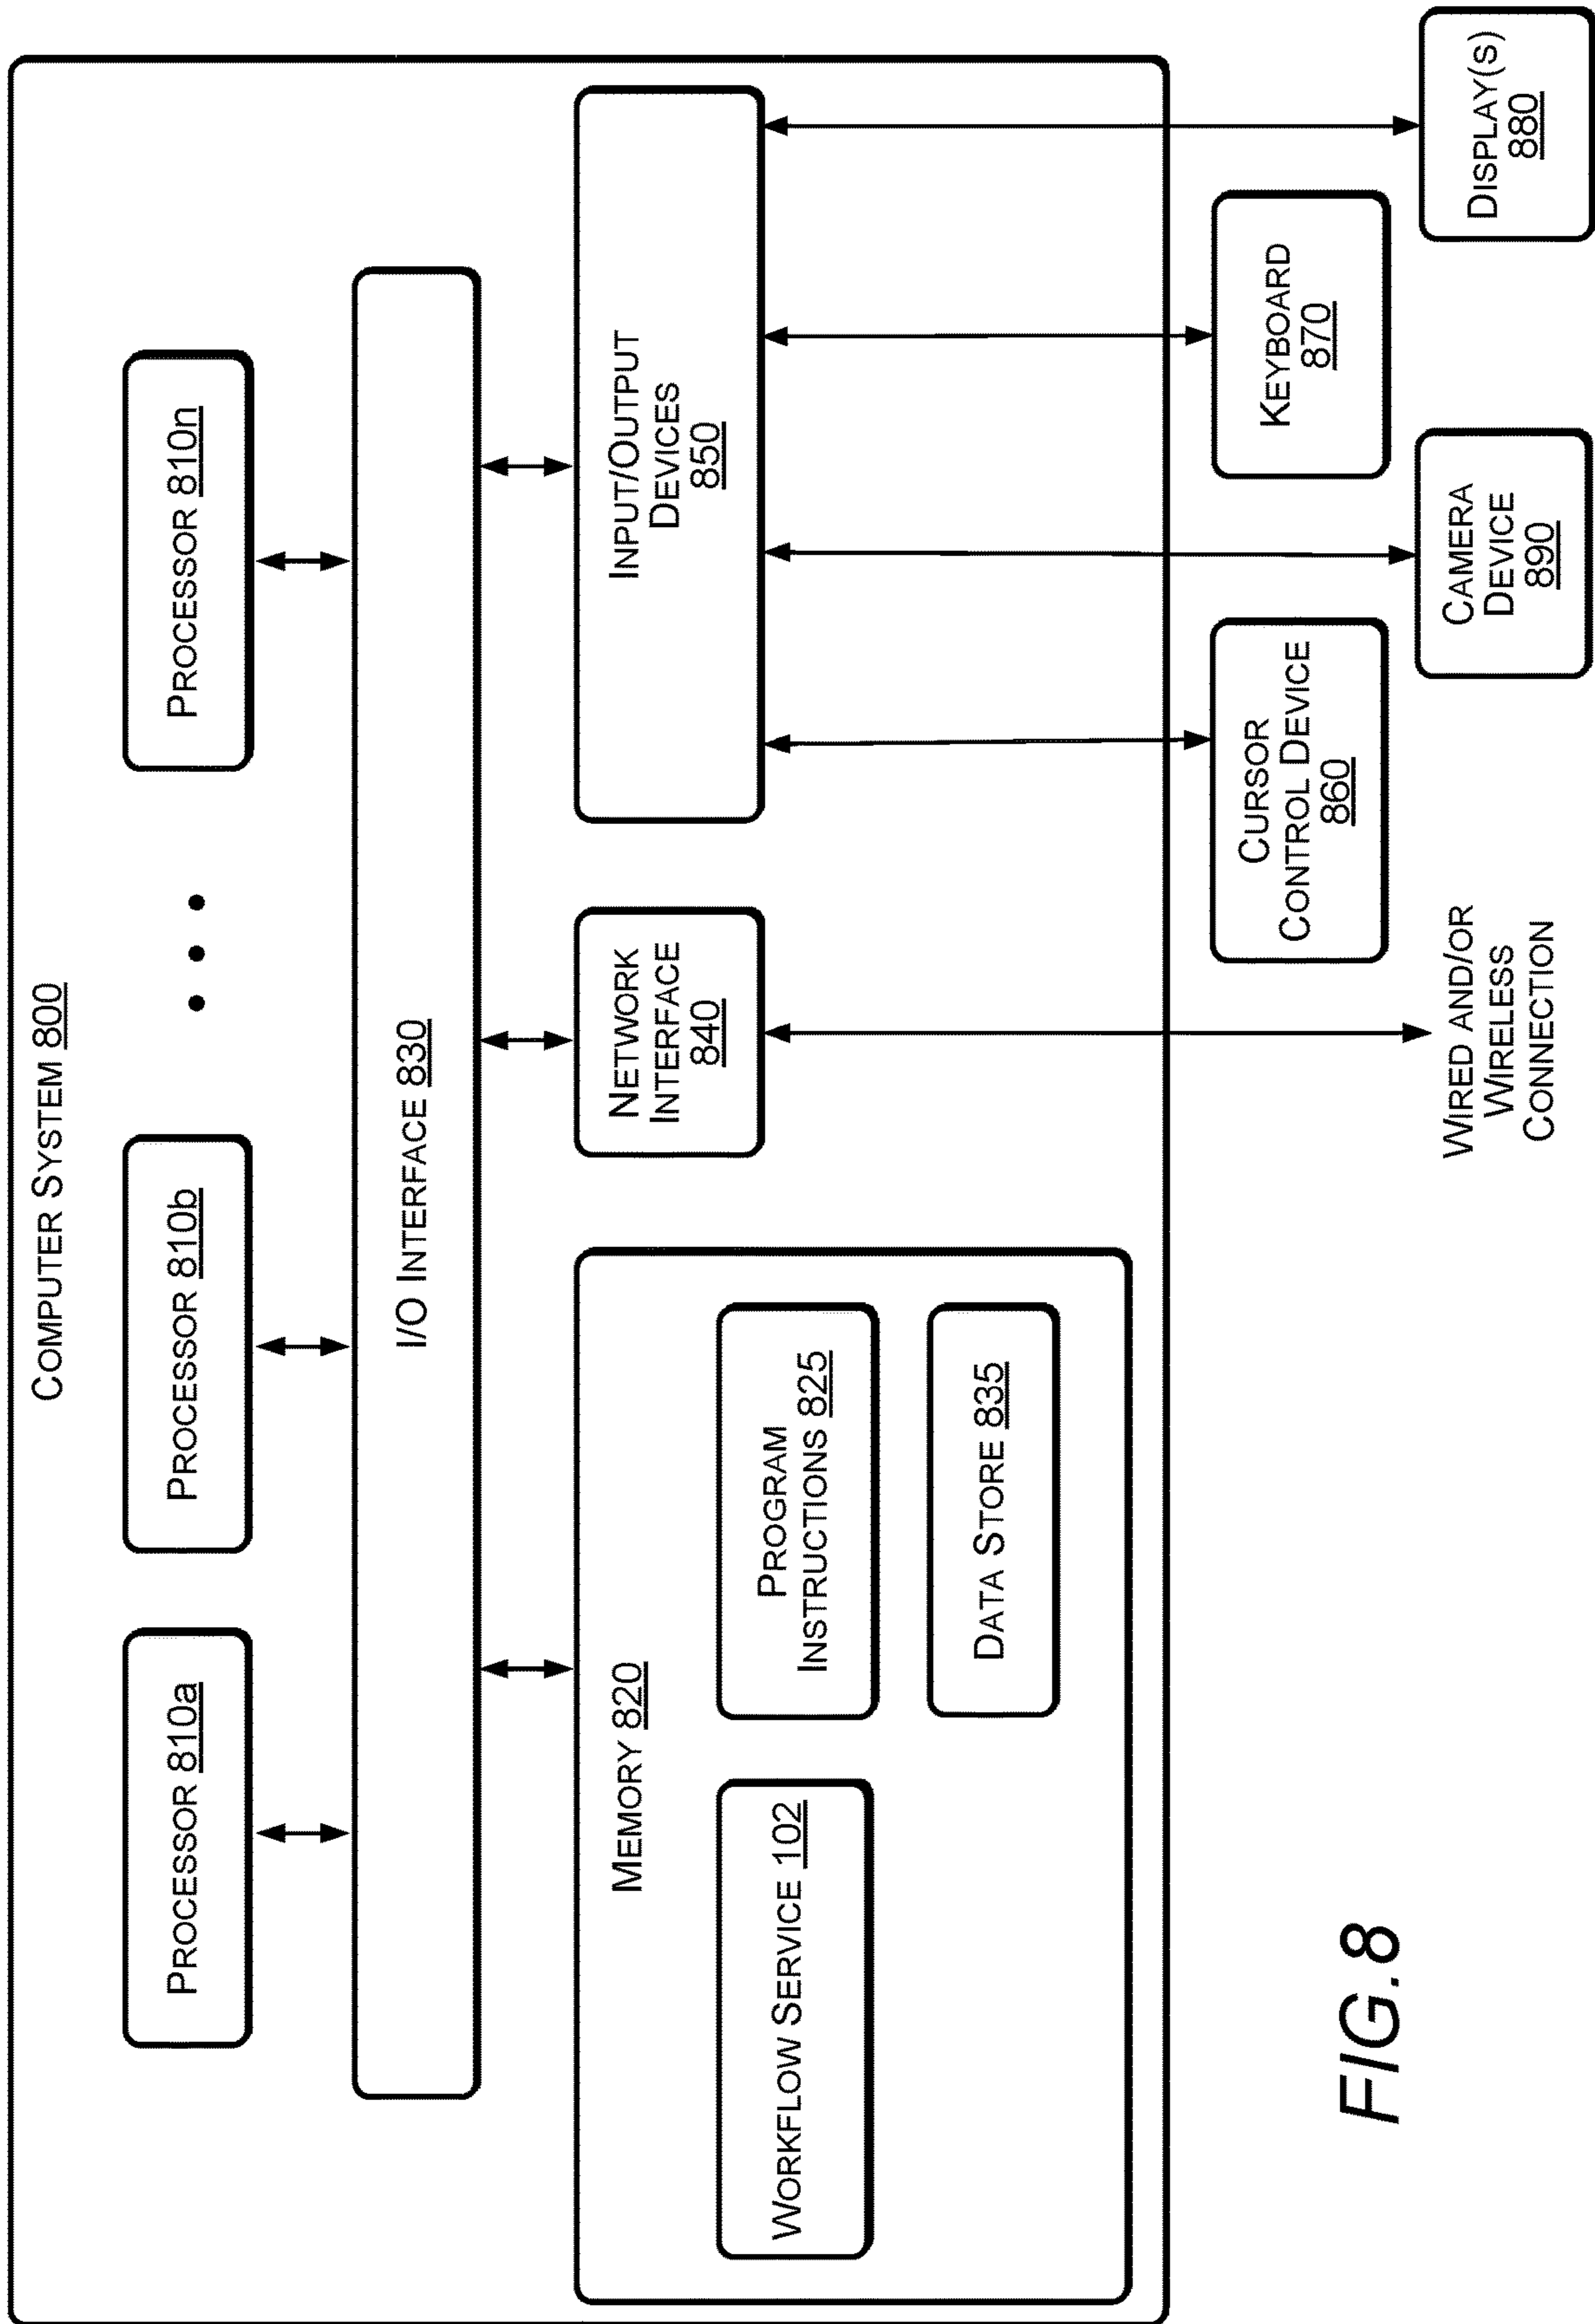 COMPUTER SYSTEM 800
PROCESSOR 810a
PROCESSOR 810b
PROCESSOR 810n
I/O INTERFACE 830
MEMORY 820
WORKFLOW SERVICE 102
PROGRAM
INSTRUCTIONS 825
DATA STORE 835
NETWORK
INTERFACE
840
INPUT/OUTPUT
DEVICES
850
WIRED AND/OR
WIRELESS
CONNECTION
CURSOR
CONTROL DEVICE
860
CAMERA
DEVICE
890
KEYBOARD
870
DISPLAY(S)
880
FIG.8